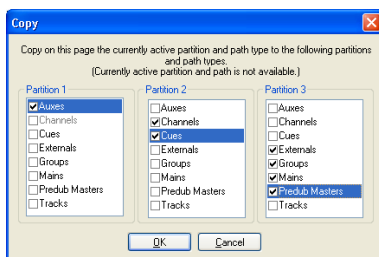 Copy
Copy on this page the currently active partition and path type to the following partitions
and path types.
(Currently active partition and path is not available.)
Partition 1
Auxes
Channels
Cues
Externals
Groups
Mains
Predub Masters
Tracks
Partition 2
Auxes
Channels
Cues
Externals
Groups
Mains
Predub Masters
Tracks
Partition 3
Auxes
Channels
Cues
Externals
Groups
Mains
Predub Masters
Tracks
OK
Cancel